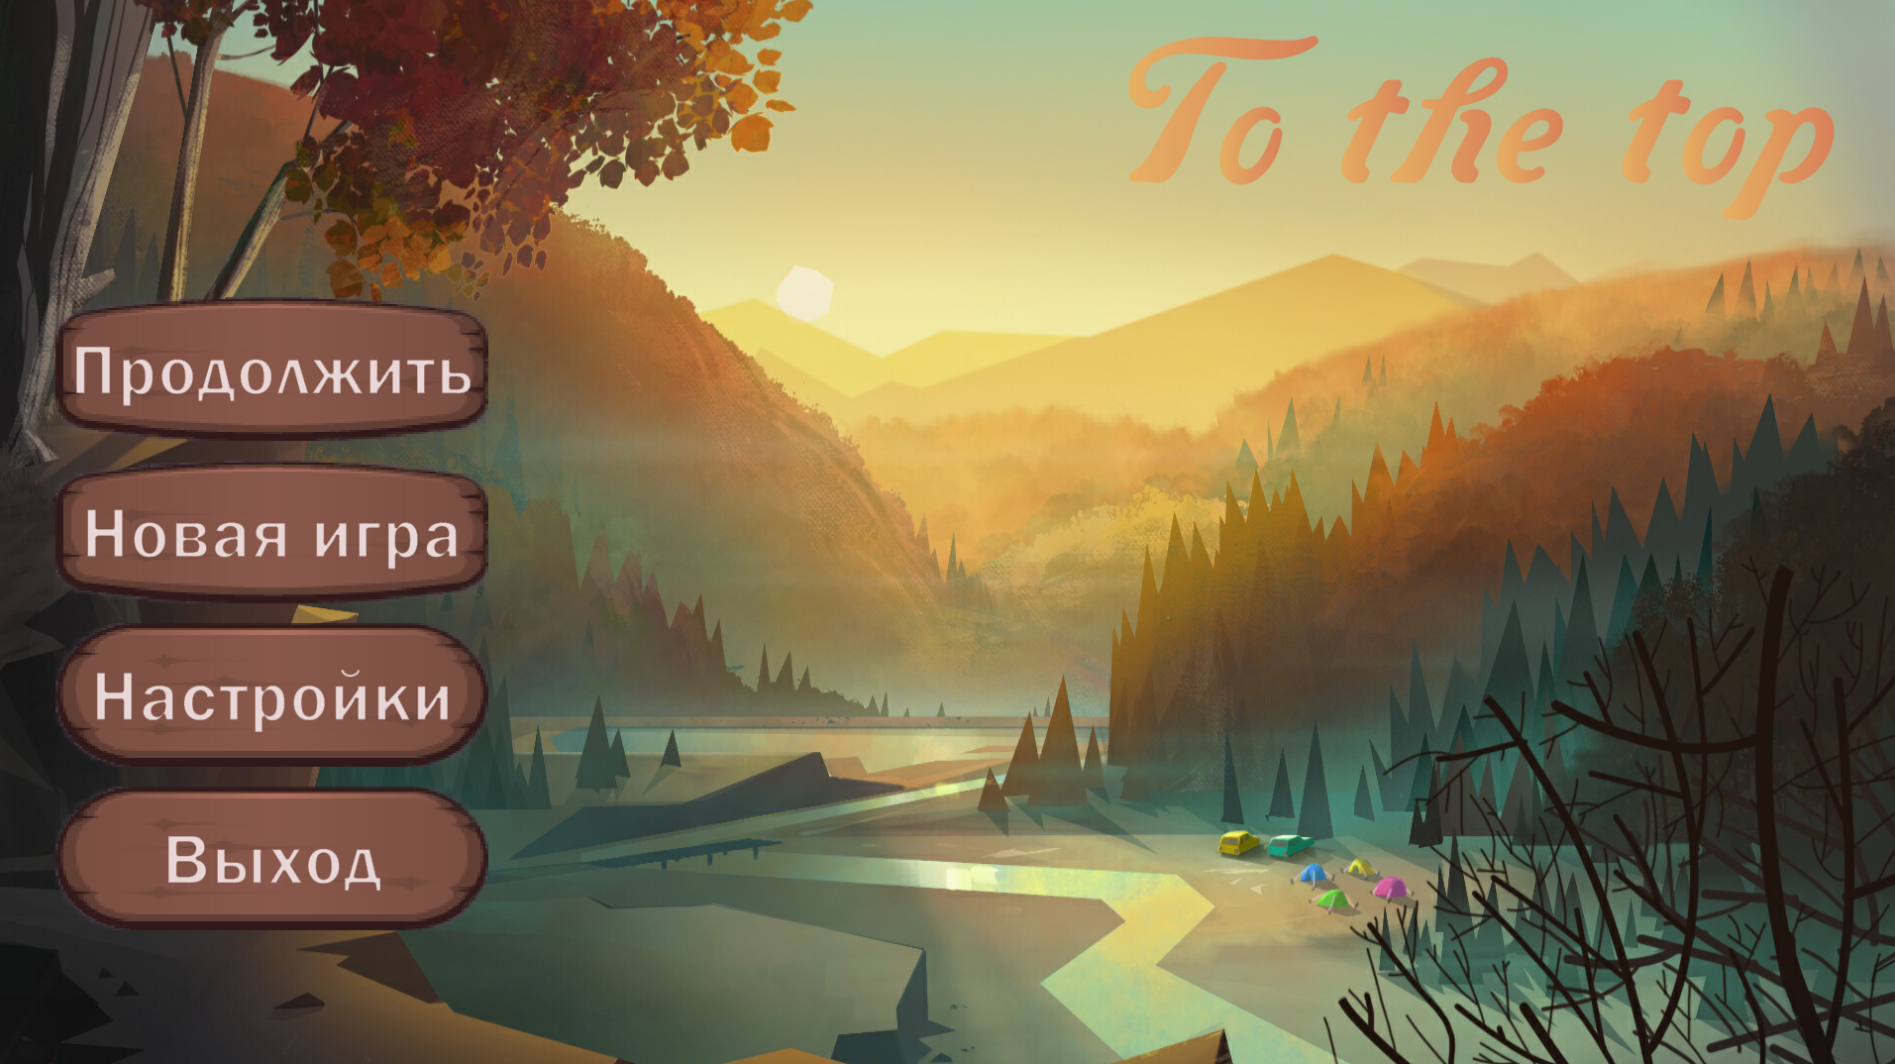 To the top
Продолжить
Новая игра
Настройки
Выход